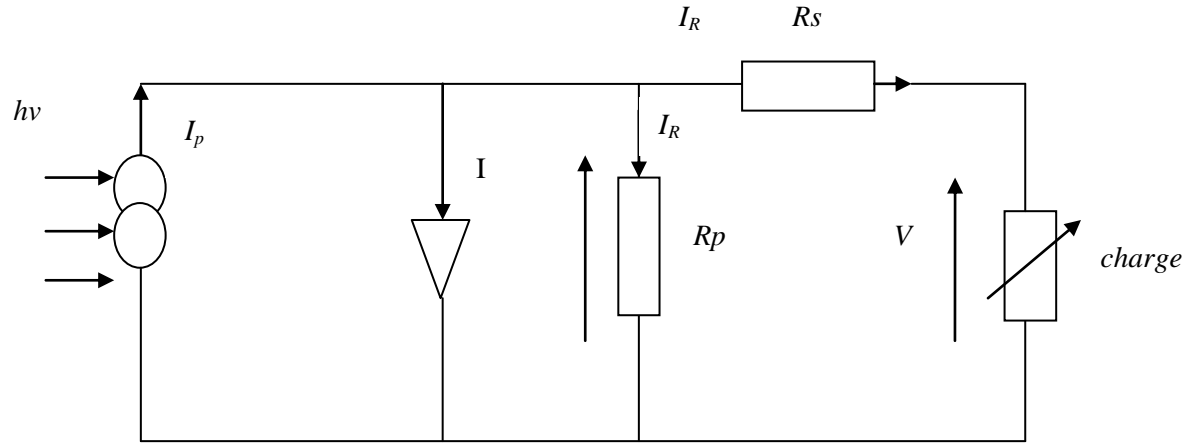 I_R Rs
hv
I_p
I_R
I
Rp
V
charge